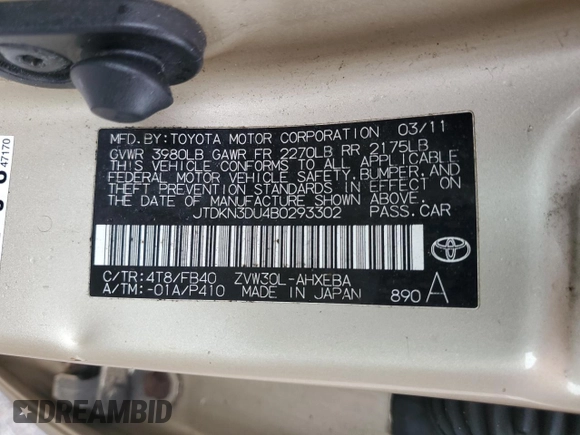 MFD.BY:TOYOTA MOTOR CORPORATION 03/11
GVWR 3980LB GAWR FR 2270LB RR 2175LB
THIS VEHICLE CONFORMS TO ALL APPLICABLE
FEDERAL MOTOR VEHICLE SAFETY,BUMPER,AND
THEFT PREVENTION STANDARDS IN EFFECT ON
THE DATE OF MANUFACTURE SHOWN ABOVE.
JTDKN3DU4B0293302 PASS.CAR
C/TR:4T8/FB40 ZVW30L-AHXEBA
A/TM:-01A/P410 MADE IN JAPAN
890 A
47170
DREAMBID